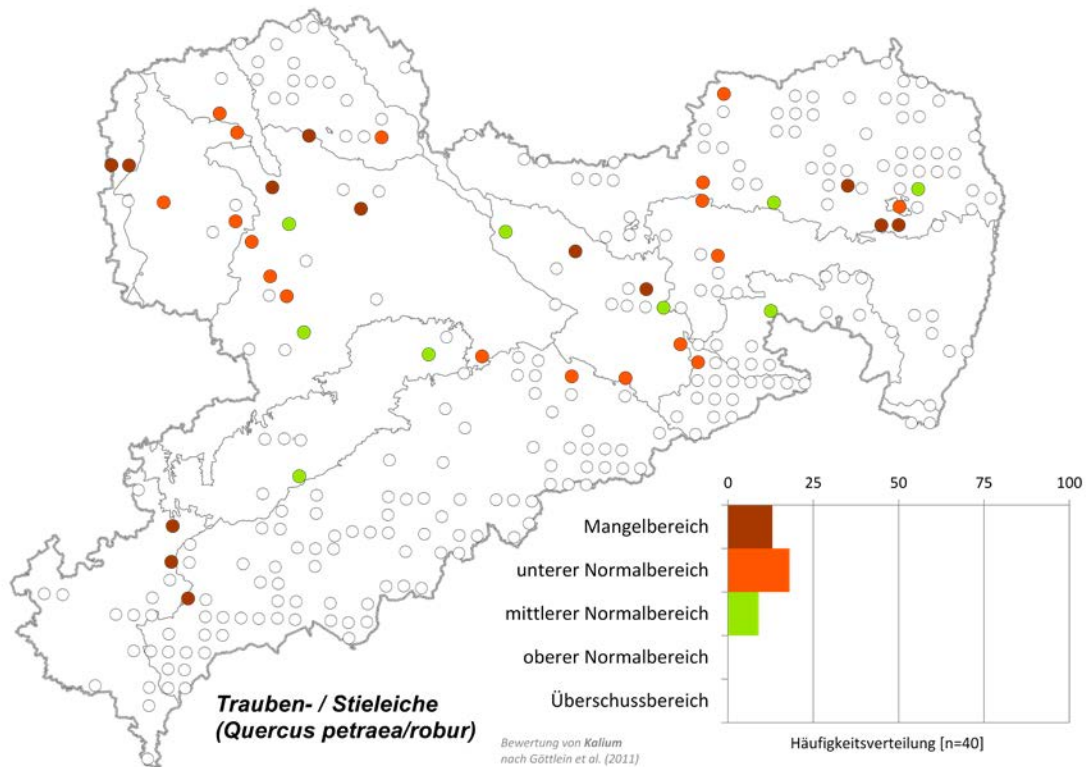 0 25 50 75 100
Mangelbereich
unterer Normalbereich
mittlerer Normalbereich
oberer Normalbereich
Überschussbereich
Trauben- / Stieleiche
(Quercus petraea/robur)
Bewertung von Kalium
nach Göttlein et al. (2011)
Häufigkeitsverteilung [n=40]